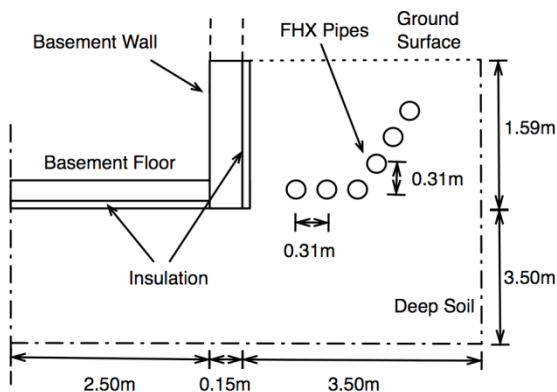 Basement Wall
FHX Pipes
Ground
Surface
Basement Floor
0.31m
1.59m
0.31m
Insulation
3.50m
Deep Soil
2.50m
0.15m
3.50m